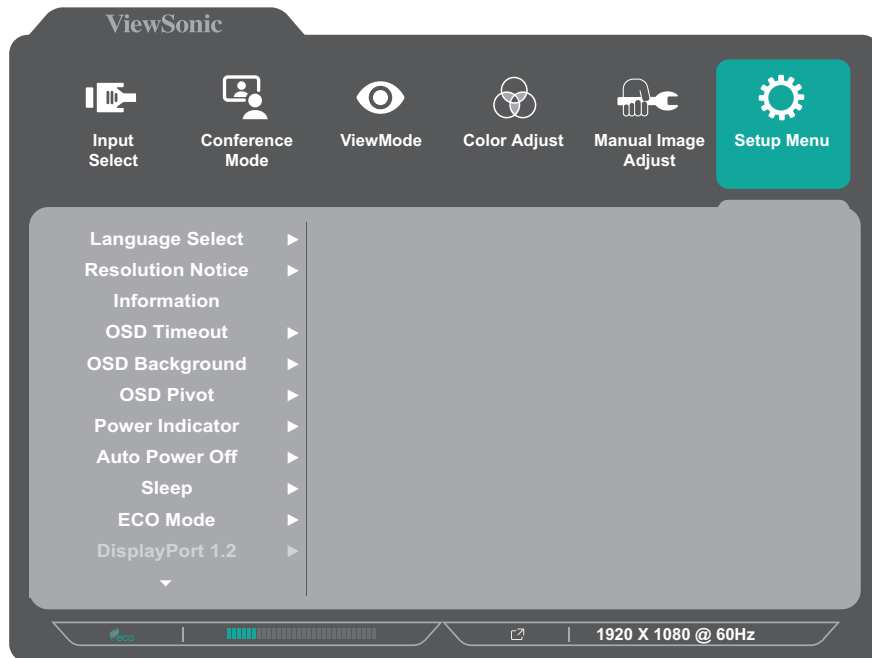 ViewSonic
Input
Select
Conference
Mode
ViewMode
Color Adjust
Manual Image
Adjust
Setup Menu
Language Select
Resolution Notice
Information
OSD Timeout
OSD Background
OSD Pivot
Power Indicator
Auto Power Off
Sleep
ECO Mode
DisplayPort 1.2
eco
1920 X 1080 @ 60Hz